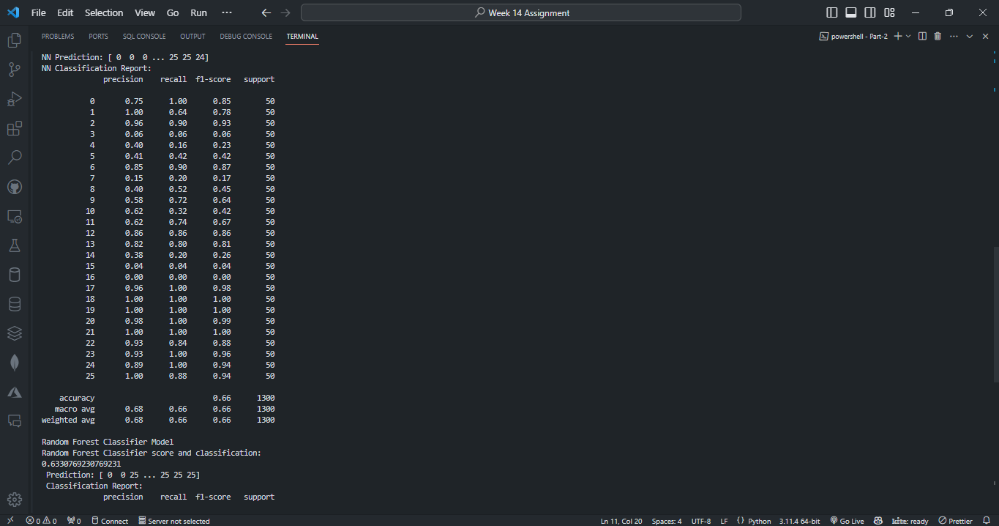 File Edit Selection View Go Run ··· Week 14 Assignment
PROBLEMS PORTS SQL CONSOLE OUTPUT DEBUG CONSOLE TERMINAL powershell - Part-2
NN Prediction: [ 0 0 0 ... 25 25 24]
NN Classification Report:
precision recall f1-score support
0 0.75 1.00 0.85 50
1 1.00 0.64 0.78 50
2 0.96 0.90 0.93 50
3 0.06 0.06 0.06 50
4 0.40 0.16 0.23 50
5 0.41 0.42 0.42 50
6 0.85 0.90 0.87 50
7 0.15 0.20 0.17 50
8 0.40 0.52 0.45 50
9 0.58 0.72 0.64 50
10 0.62 0.32 0.42 50
11 0.62 0.74 0.67 50
12 0.86 0.86 0.86 50
13 0.82 0.80 0.81 50
14 0.38 0.20 0.26 50
15 0.04 0.04 0.04 50
16 0.00 0.00 0.00 50
17 0.96 1.00 0.98 50
18 1.00 1.00 1.00 50
19 1.00 1.00 1.00 50
20 0.98 1.00 0.99 50
21 1.00 1.00 1.00 50
22 0.93 0.84 0.88 50
23 0.93 1.00 0.96 50
24 0.89 1.00 0.94 50
25 1.00 0.88 0.94 50
accuracy 0.66 1300
macro avg 0.68 0.66 0.66 1300
weighted avg 0.68 0.66 0.66 1300
Random Forest Classifier Model
Random Forest Classifier score and classification:
0.6330769230769231
Prediction: [ 0 0 25 ... 25 25 25]
Classification Report:
precision recall f1-score support
0 0 0 Connect Server not selected Ln 11, Col 20 Spaces: 4 UTF-8 LF {} Python 3.11.4 64-bit Go Live kite: ready Prettier